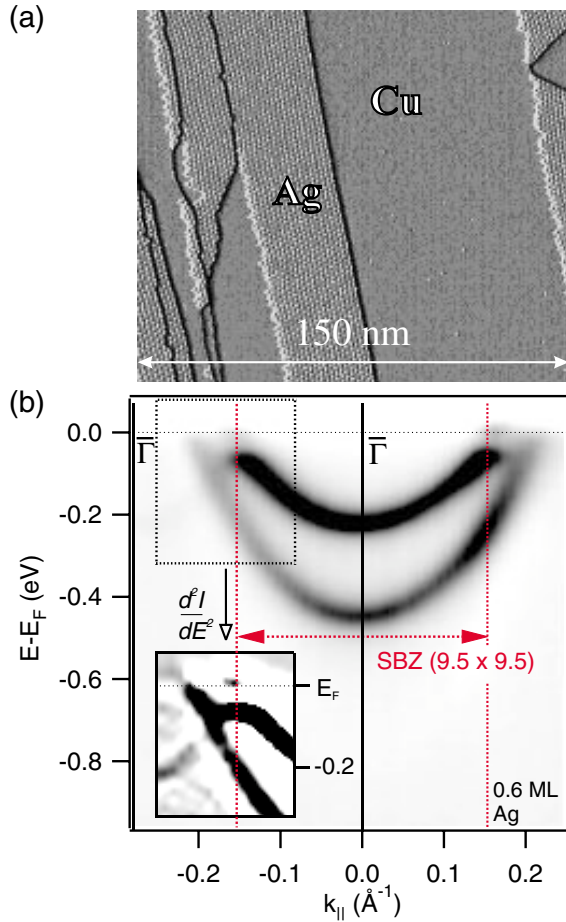 (a)
Cu
Ag
150 nm
(b)
0.0
-0.2
-0.4
-0.6
-0.8
E-E_F (eV)
Γ̅
Γ̅
d²I
dE²
SBZ (9.5 x 9.5)
E_F
-0.2
0.6 ML
Ag
-0.2
-0.1
0.0
0.1
0.2
k_|| (Å⁻¹)